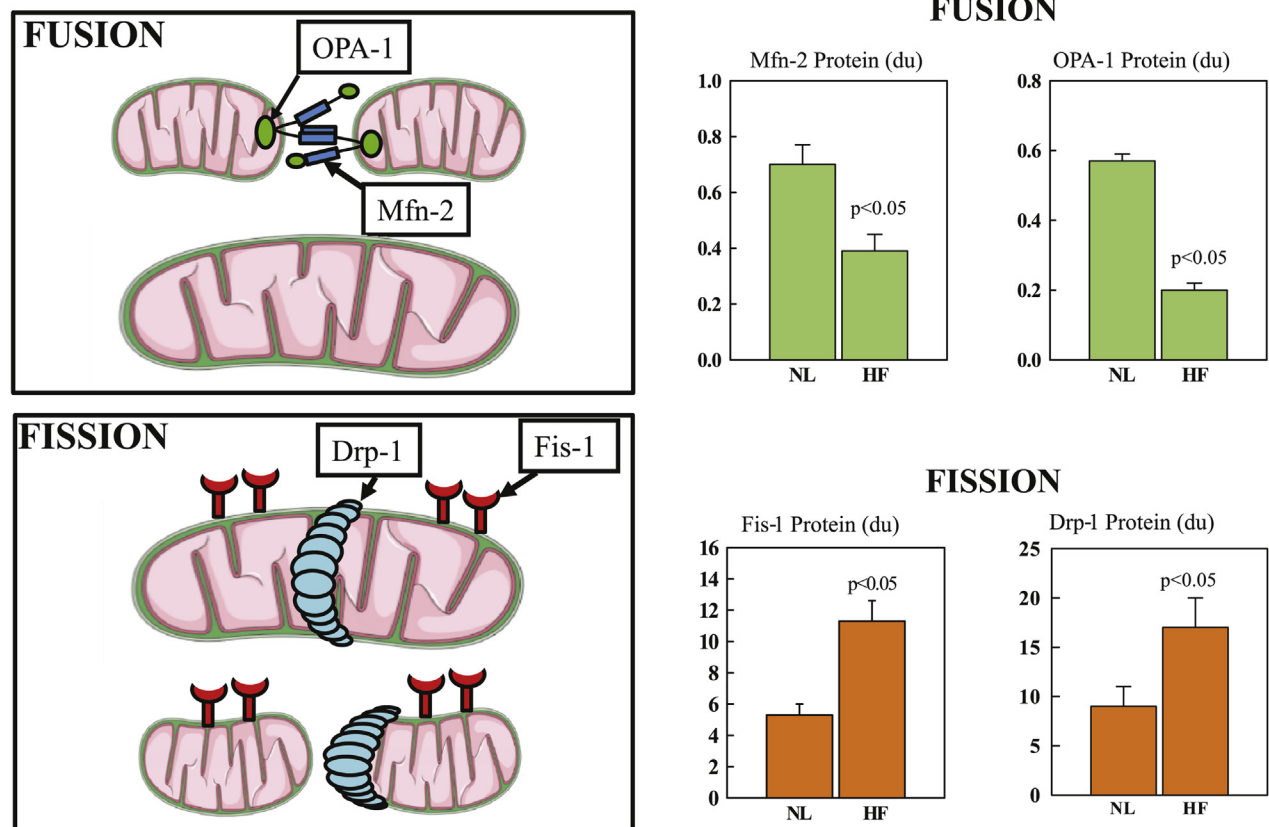 FUSION
OPA-1
Mfn-2
FISSION
Drp-1
Fis-1
FUSION
Mfn-2 Protein (du)
1.0
0.8
0.6
0.4
0.2
0.0
p<0.05
NL HF
OPA-1 Protein (du)
0.8
0.6
0.4
0.2
0.0
p<0.05
NL HF
FISSION
Fis-1 Protein (du)
16
14
12
10
8
6
4
2
0
p<0.05
NL HF
Drp-1 Protein (du)
25
20
15
10
5
0
p<0.05
NL HF